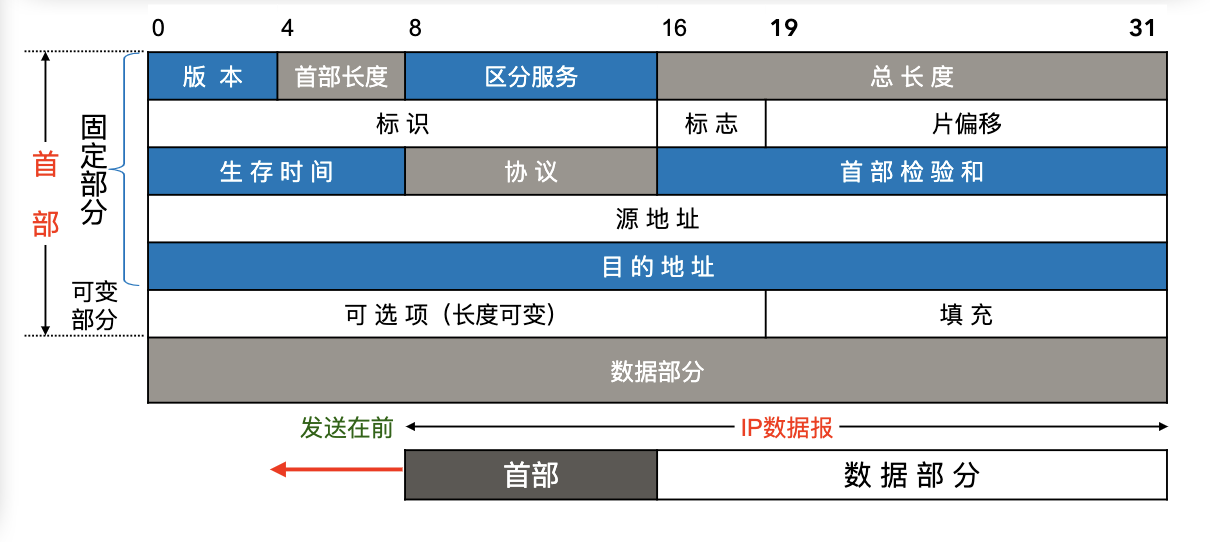 0 4 8 16 19 31
版 本 首部长度 区分服务 总 长 度
标 识 标 志 片偏移
生 存 时 间 协 议 首 部 检 验 和
源 地 址
目 的 地 址
可 选 项（长度可变） 填 充
数据部分
首 部
固定部分
可变
部分
发送在前 IP数据报
首部 数 据 部 分